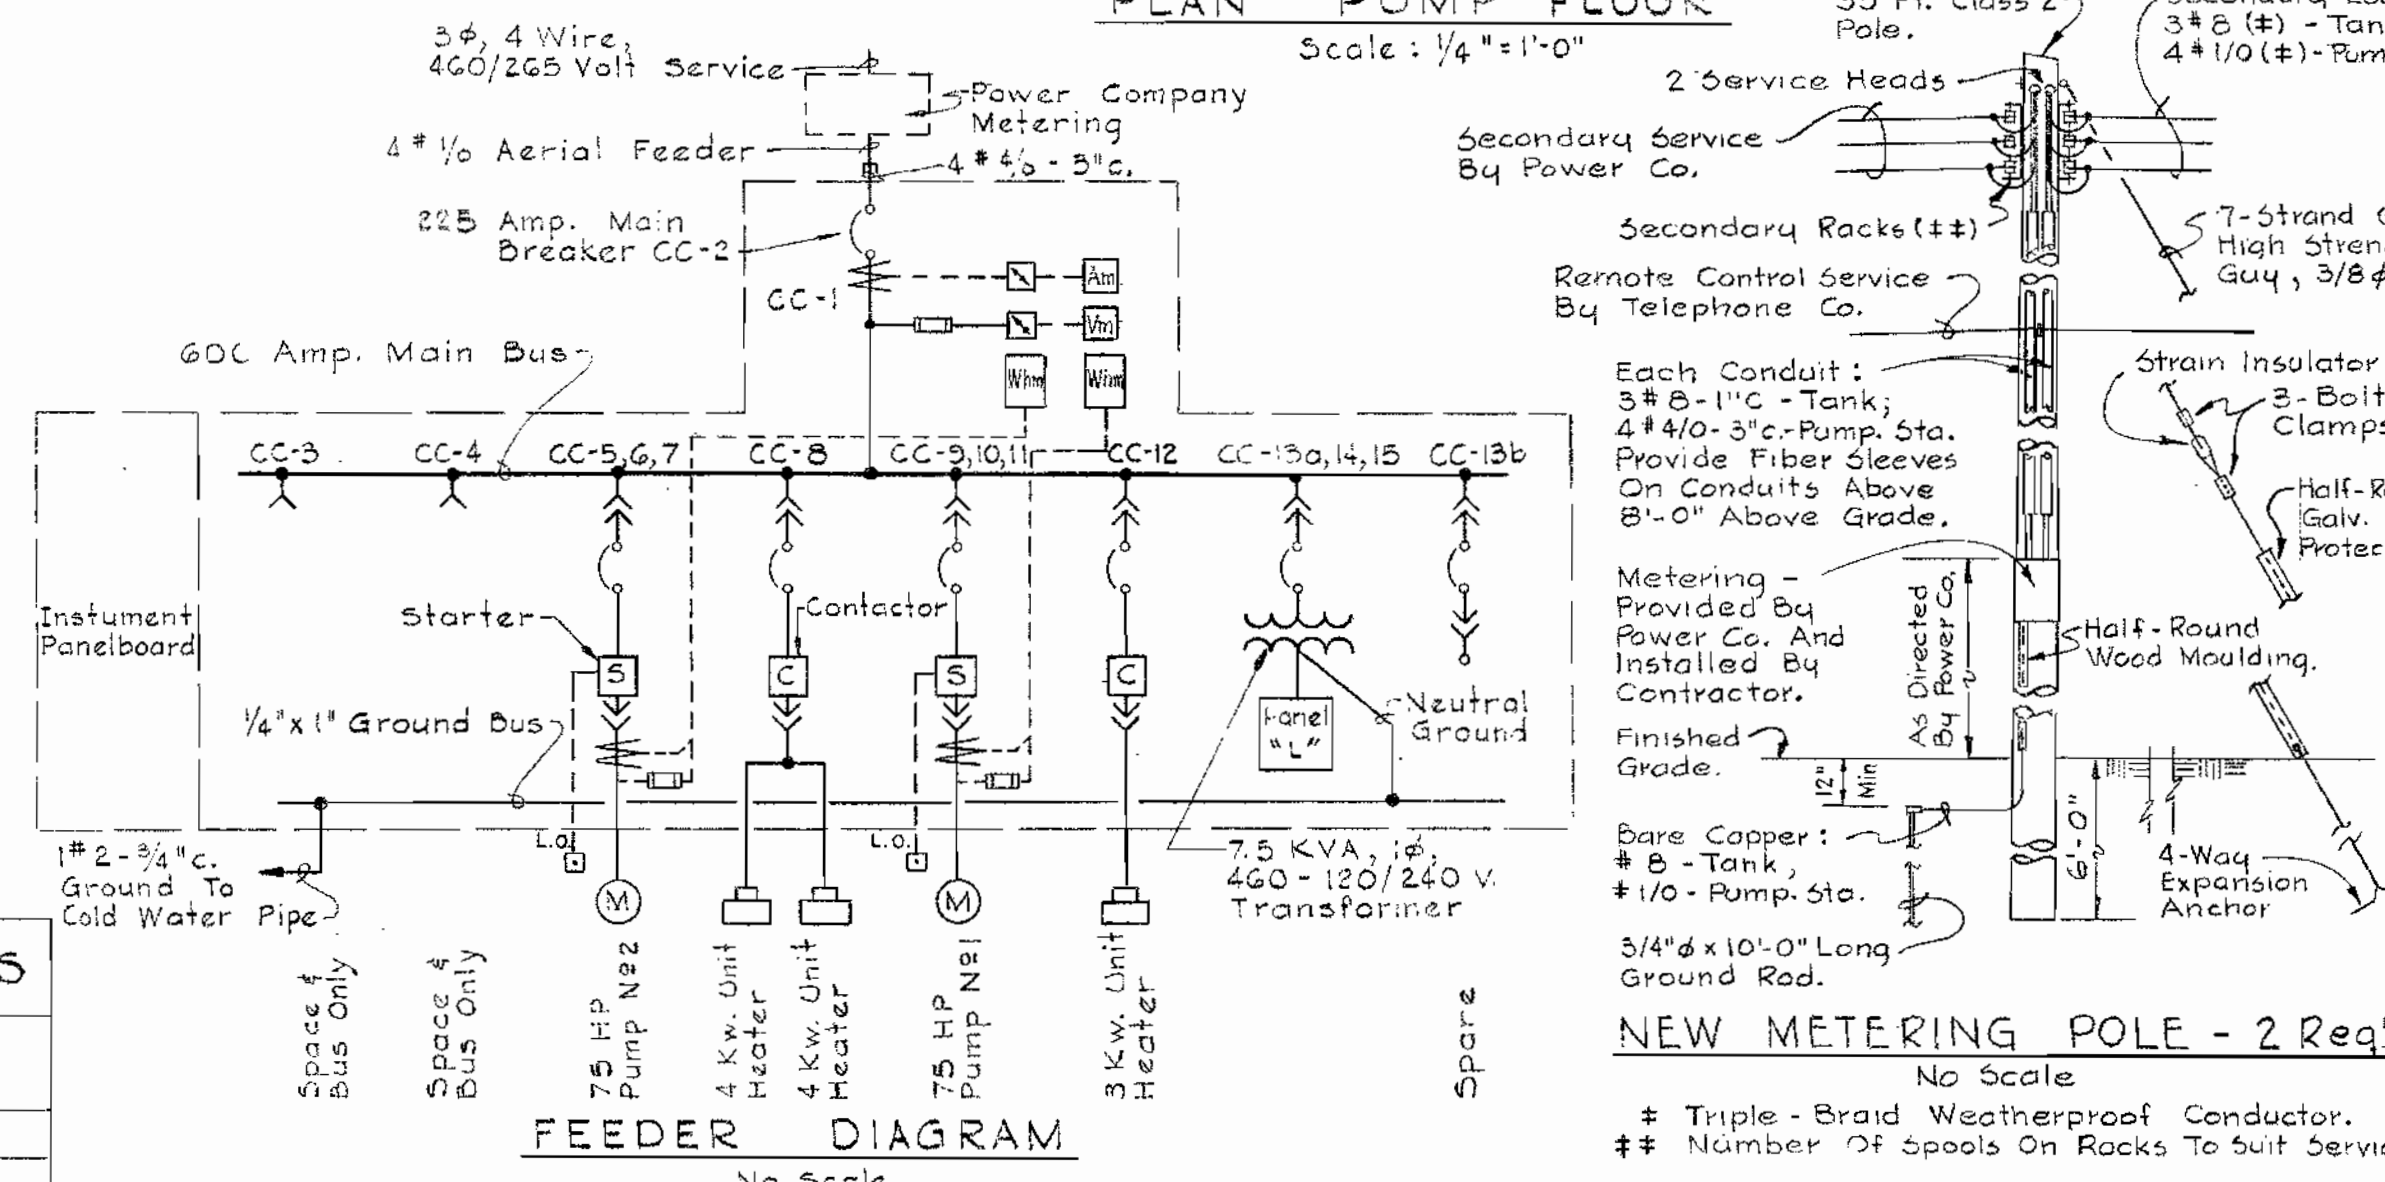 PLAN PUMP FLOOR
Scale : 1/4" = 1'-0"
3ϕ, 4 Wire,
460/265 Volt Service
Power Company
Metering
4 # 1/0 Aerial Feeder
4 # 4/0 - 3"c.
225 Amp. Main
Breaker CC-2
CC-1
Am
Vm
Whm
Whm
600 Amp. Main Bus
CC-3
CC-4
CC-5,6,7
CC-8
CC-9,10,11
CC-12
CC-13a,14,15
CC-13b
Instument
Panelboard
Starter
Contactor
S
C
S
C
Panel
"L"
Neutral
Ground
1/4" x 1" Ground Bus
L.O.
L.O.
1 # 2 - 3/4"c.
Ground To
Cold Water Pipe
M
M
7.5 KVA, 1ϕ,
460 - 120/240 V.
Transformer
Space &
Bus Only
Space &
Bus Only
75 HP
Pump No2
4 Kw. Unit
Heater
4 Kw. Unit
Heater
75 HP
Pump No1
3 Kw. Unit
Heater
Spare
FEEDER DIAGRAM
No Scale
S
35 Ft. Class 2
Pole.
Secondary
3 # 8 (‡) - Tan
4 # 1/0 (‡) - Pum
2 Service Heads
Secondary Service
By Power Co.
Secondary Racks (‡‡)
7-Strand
High Stren
Guy, 3/8ϕ
Remote Control Service
By Telephone Co.
Strain Insulator
3-Bolt
Clamps
Each Conduit :
3 # 8 - 1"C - Tank;
4 # 4/0 - 3"c. - Pump. Sta.
Provide Fiber Sleeves
On Conduits Above
8'-0" Above Grade.
Half-R
Galv.
Protec
Metering -
Provided By
Power Co. And
Installed By
Contractor.
As Directed
By Power Co.
Half-Round
Wood Moulding.
Finished
Grade.
12"
Min
6'-0"
Bare Copper :
# 8 - Tank,
# 1/0 - Pump. Sta.
4-Way
Expansion
Anchor
3/4"ϕ x 10'-0" Long
Ground Rod.
NEW METERING POLE - 2 Req'
No Scale
‡ Triple - Braid Weatherproof Conductor.
‡‡ Number Of Spools On Racks To Suit Servi